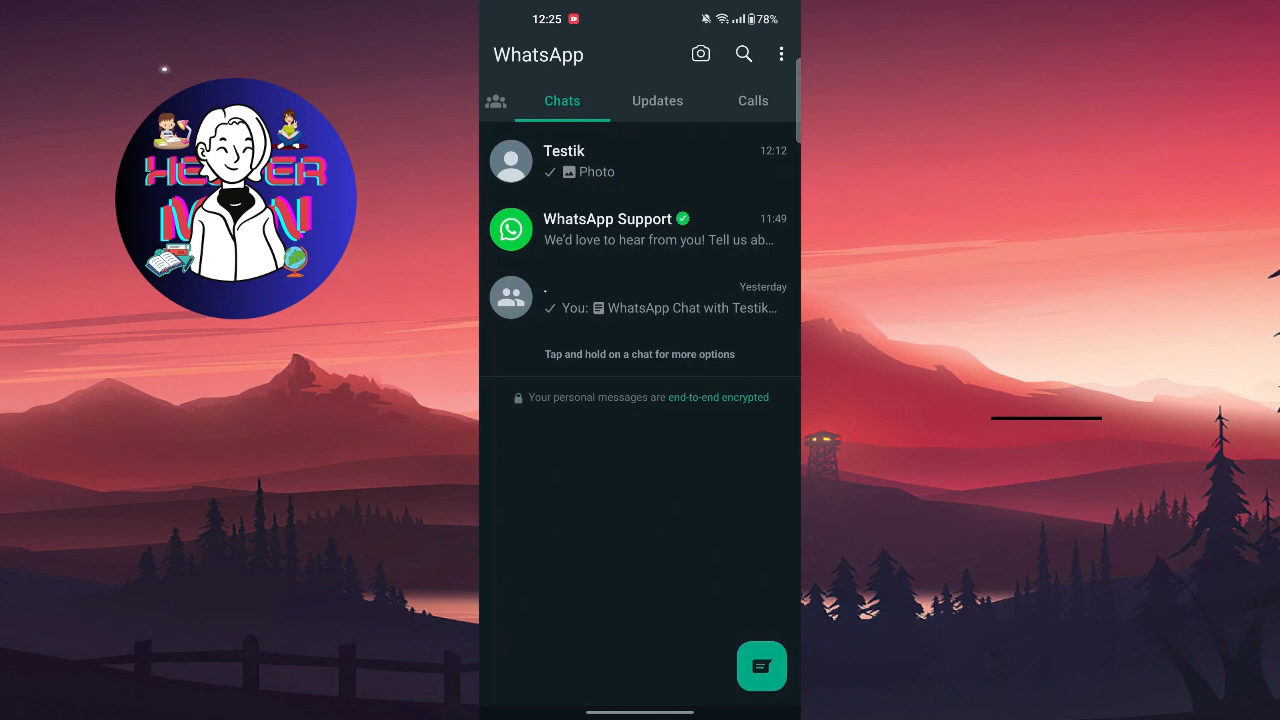 12:25
78%
WhatsApp
Chats
Updates
Calls
Testik
12:12
Photo
WhatsApp Support
11:49
We'd love to hear from you! Tell us ab...
.
Yesterday
You: WhatsApp Chat with Testik...
Tap and hold on a chat for more options
Your personal messages are end-to-end encrypted